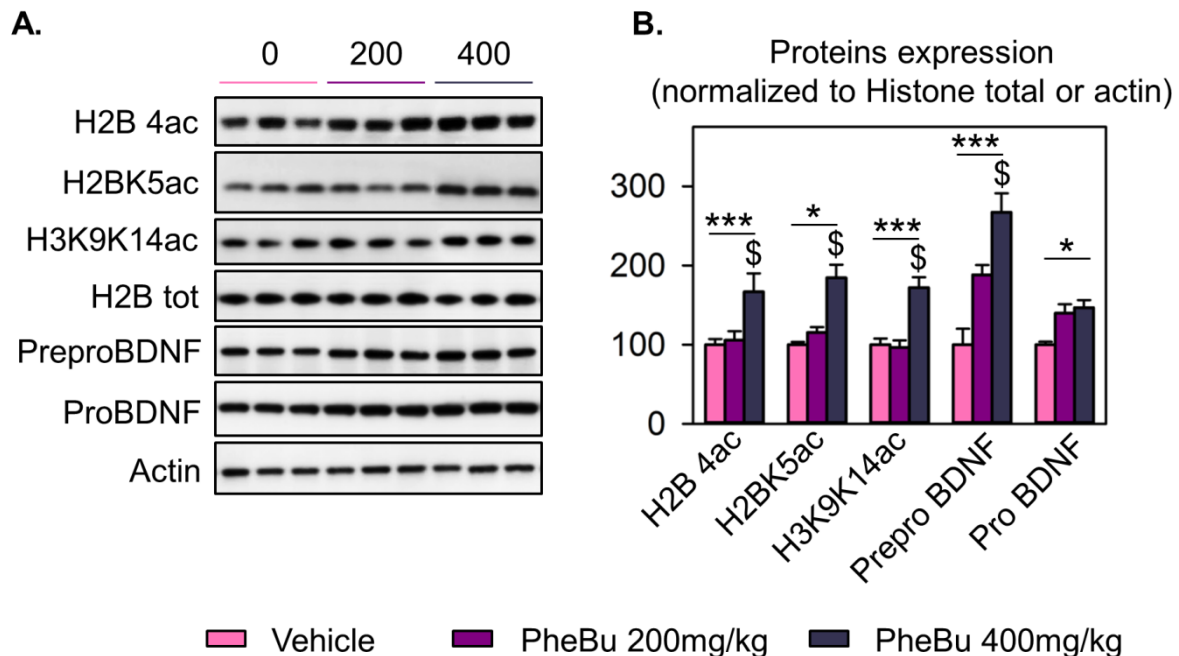 A.
0 200 400
H2B 4ac
H2BK5ac
H3K9K14ac
H2B tot
PreproBDNF
ProBDNF
Actin
B.
Proteins expression
(normalized to Histone total or actin)
300
200
100
0
*** * *** *** *
$ $ $ $
H2B 4ac
H2BK5ac
H3K9K14ac
Prepro BDNF
Pro BDNF
Vehicle PheBu 200mg/kg PheBu 400mg/kg